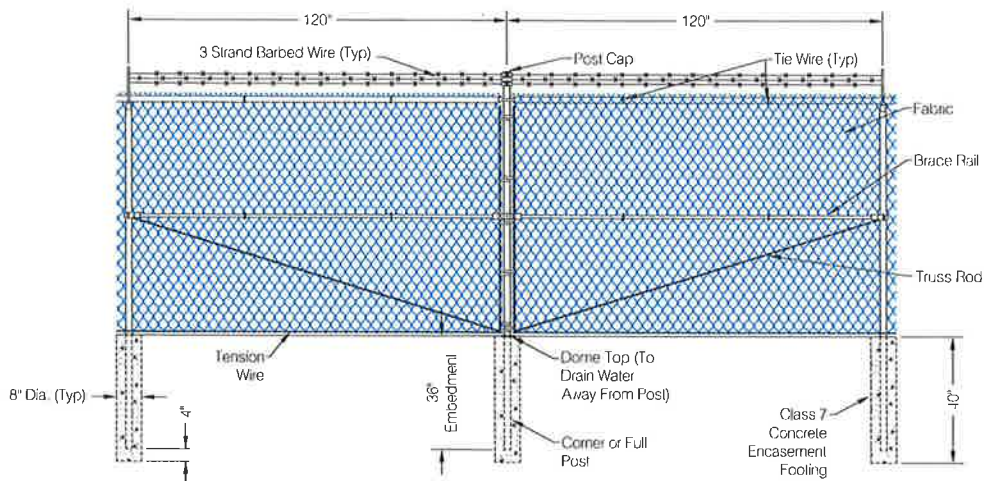 120"
120"
3 Strand Barbed Wire (Typ)
Post Cap
Tie Wire (Typ)
Fabric
Brace Rail
Truss Rod
Tension
Wire
Dome Top (To
Drain Water
Away From Post)
8" Dia. (Typ)
4"
36"
Embedment
Corner or Full
Post
Class 7
Concrete
Encasement
Footing
40"